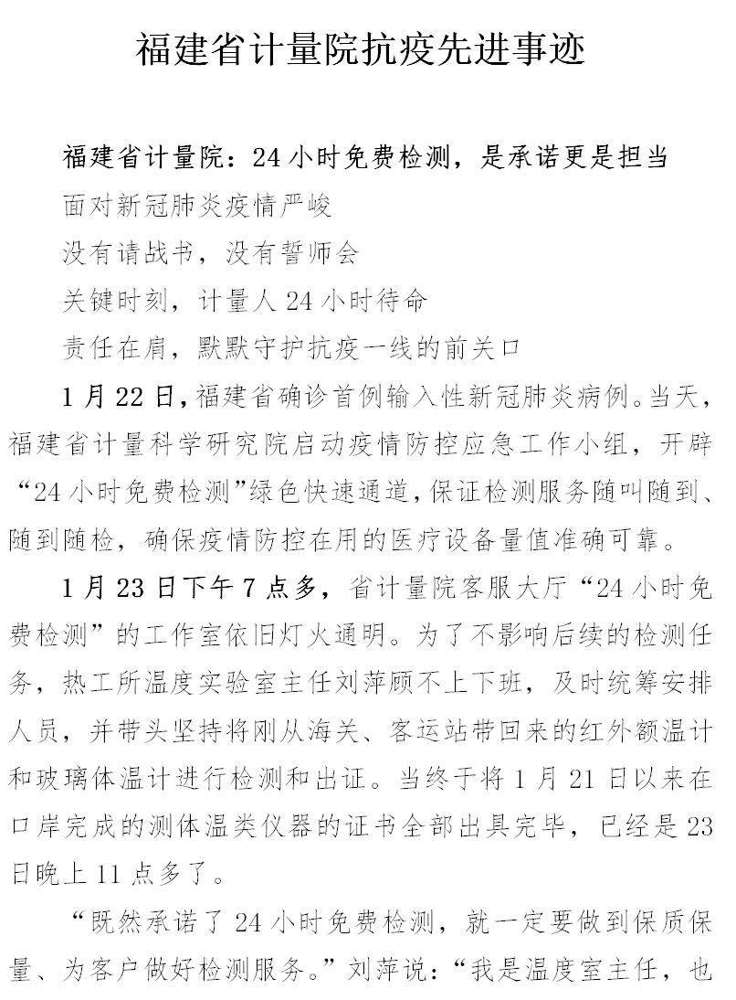 福建省计量院抗疫先进事迹
福建省计量院：24 小时免费检测，是承诺更是担当
面对新冠肺炎疫情严峻
没有请战书，没有誓师会
关键时刻，计量人 24 小时待命
责任在肩，默默守护抗疫一线的前关口
1 月 22 日，福建省确诊首例输入性新冠肺炎病例。当天，
福建省计量科学研究院启动疫情防控应急工作小组，开辟
“24 小时免费检测”绿色快速通道，保证检测服务随叫随到、
随到随检，确保疫情防控在用的医疗设备量值准确可靠。
1 月 23 日下午 7 点多，省计量院客服大厅“24 小时免
费检测”的工作室依旧灯火通明。为了不影响后续的检测任
务，热工所温度实验室主任刘萍顾不上下班，及时统筹安排
人员，并带头坚持将刚从海关、客运站带回来的红外额温计
和玻璃体温计进行检测和出证。当终于将 1 月 21 日以来在
口岸完成的测体温类仪器的证书全部出具完毕，已经是 23
日晚上 11 点多了。
“既然承诺了 24 小时免费检测，就一定要做到保质保
量、为客户做好检测服务。”刘萍说：“我是温度室主任，也